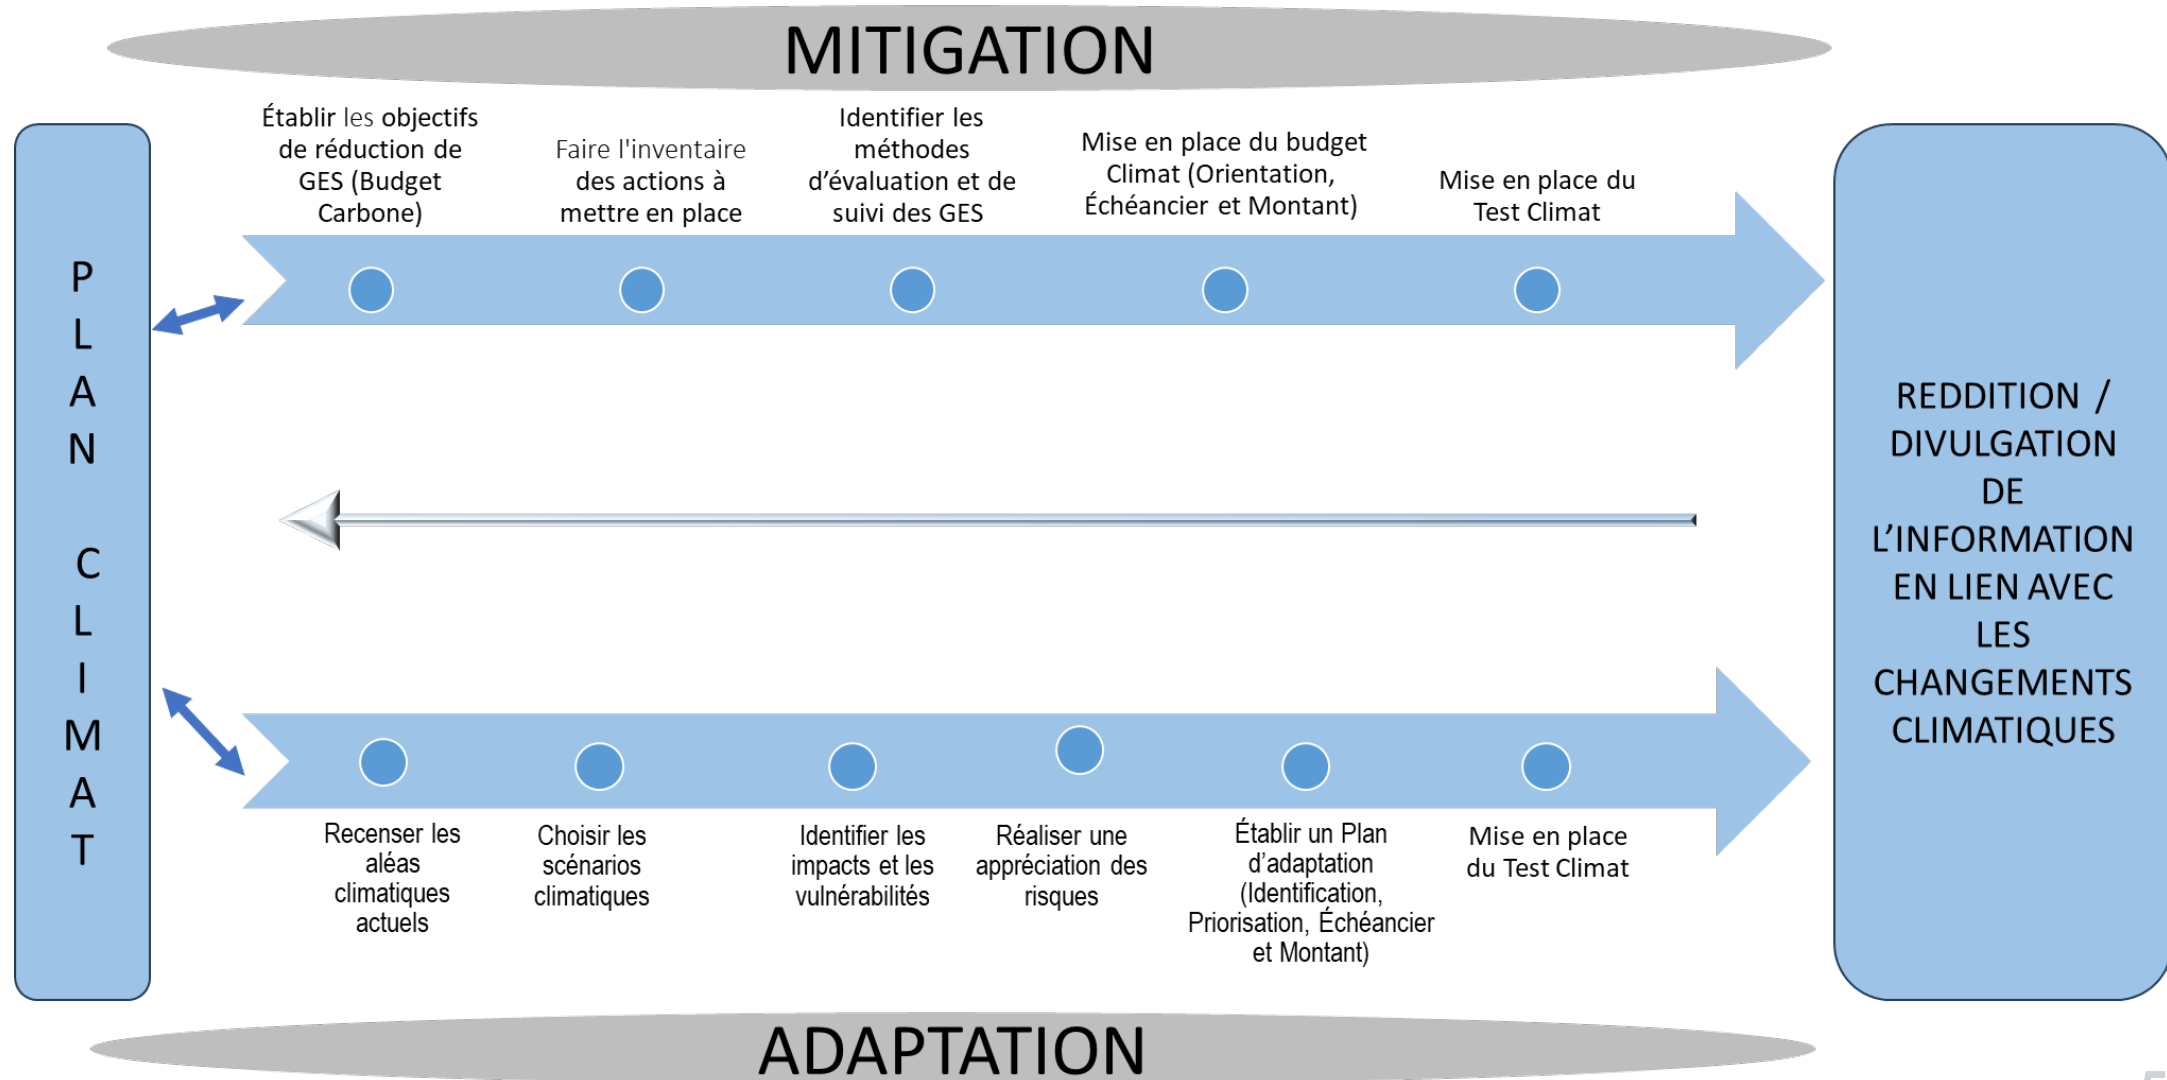 MITIGATION
Établir les objectifs
de réduction de
GES (Budget
Carbone)
Faire l'inventaire
des actions à
mettre en place
Identifier les
méthodes
d’évaluation et de
suivi des GES
Mise en place du budget
Climat (Orientation,
Échéancier et Montant)
Mise en place du
Test Climat
P
L
A
N
C
L
I
M
A
T
REDDITION /
DIVULGATION
DE
L’INFORMATION
EN LIEN AVEC
LES
CHANGEMENTS
CLIMATIQUES
Recenser les
aléas
climatiques
actuels
Choisir les
scénarios
climatiques
Identifier les
impacts et les
vulnérabilités
Réaliser une
appréciation des
risques
Établir un Plan
d’adaptation
(Identification,
Priorisation, Échéancier
et Montant)
Mise en place
du Test Climat
ADAPTATION